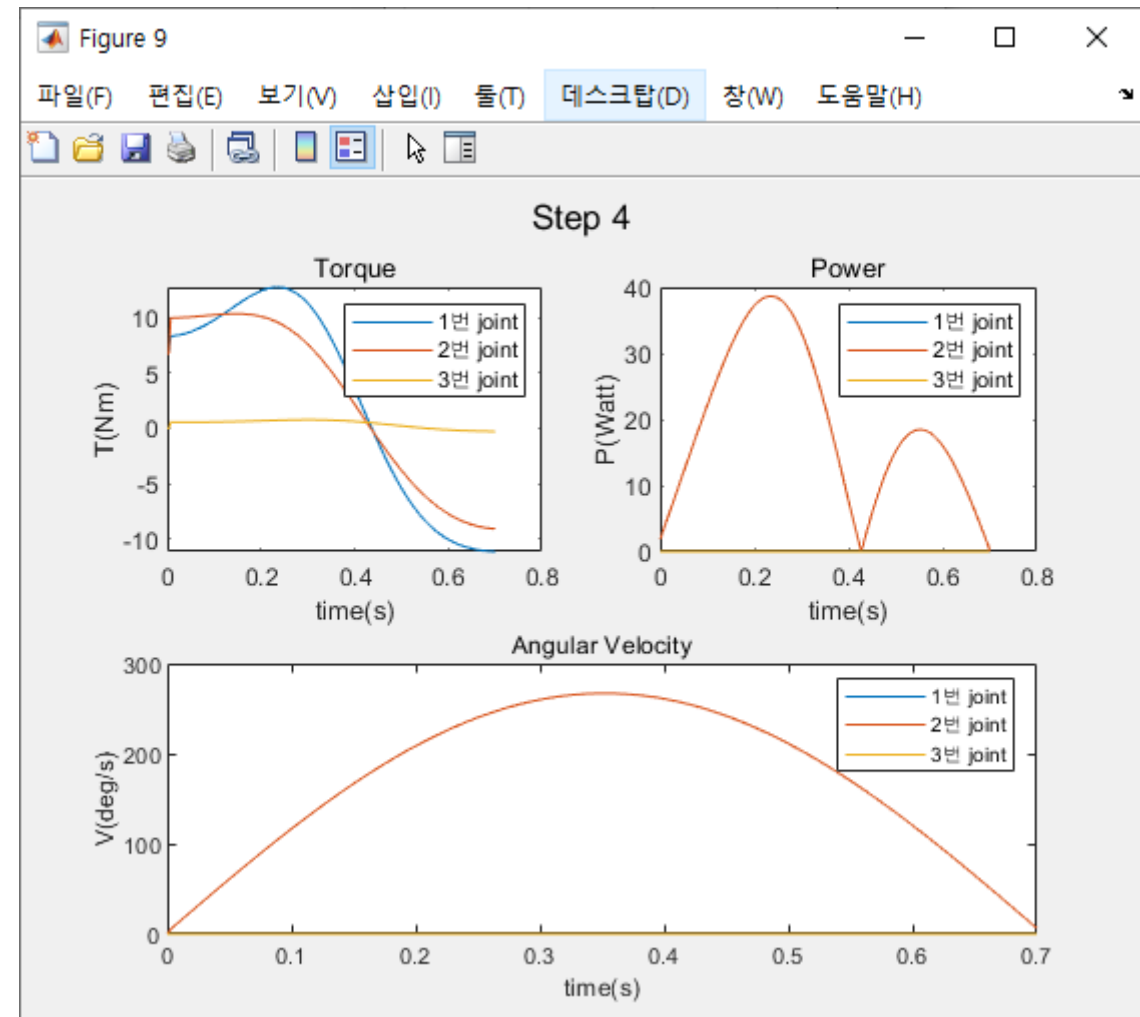 Figure 9
파일(F) 편집(E) 보기(V) 삽입(I) 툴(T) 데스크탑(D) 창(W) 도움말(H)
Step 4
Torque
T(Nm)
10
5
0
-5
-10
1번 joint
2번 joint
3번 joint
0 0.2 0.4 0.6 0.8
time(s)
Power
P(Watt)
40
30
20
10
0
1번 joint
2번 joint
3번 joint
0 0.2 0.4 0.6 0.8
time(s)
Angular Velocity
V(deg/s)
300
200
100
0
1번 joint
2번 joint
3번 joint
0 0.1 0.2 0.3 0.4 0.5 0.6 0.7
time(s)